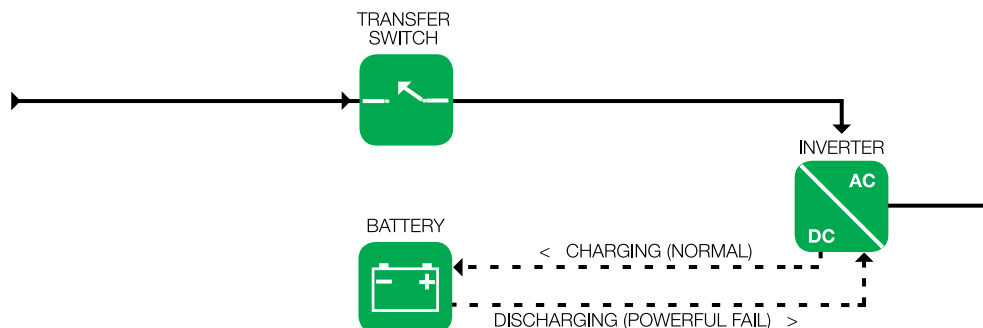 TRANSFER
SWITCH
INVERTER
AC
DC
BATTERY
< CHARGING (NORMAL)
DISCHARGING (POWERFUL FAIL) >